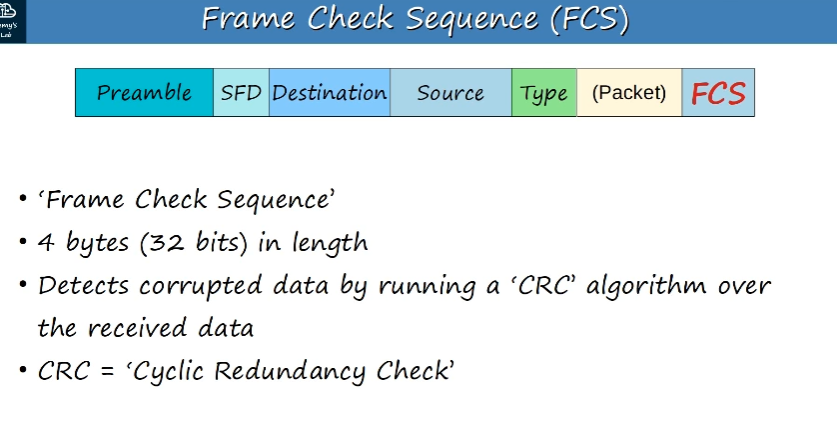 Frame Check Sequence (FCS)
Lab
Preamble SFD Destination Source Type (Packet) FCS
• ‘Frame Check Sequence’
• 4 bytes (32 bits) in length
• Detects corrupted data by running a ‘CRC’ algorithm over
the received data
• CRC = ‘Cyclic Redundancy Check’